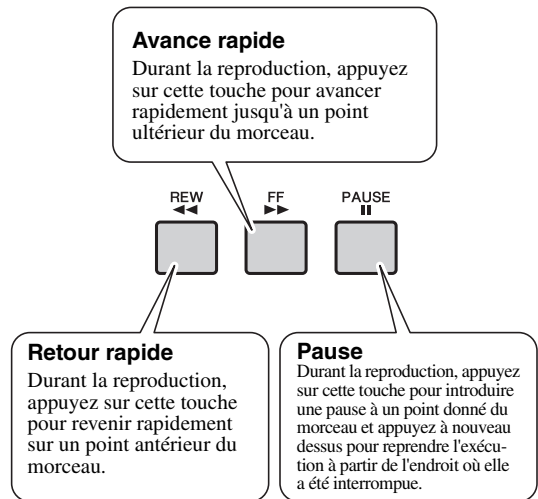 Avance rapide
Durant la reproduction, appuyez
sur cette touche pour avancer
rapidement jusqu'à un point
ultérieur du morceau.
REW
FF
PAUSE
Retour rapide
Durant la reproduction,
appuyez sur cette touche
pour revenir rapidement
sur un point antérieur du
morceau.
Pause
Durant la reproduction, appuyez
sur cette touche pour introduire
une pause à un point donné du
morceau et appuyez à nouveau
dessus pour reprendre l'exécu-
tion à partir de l'endroit où elle
a été interrompue.